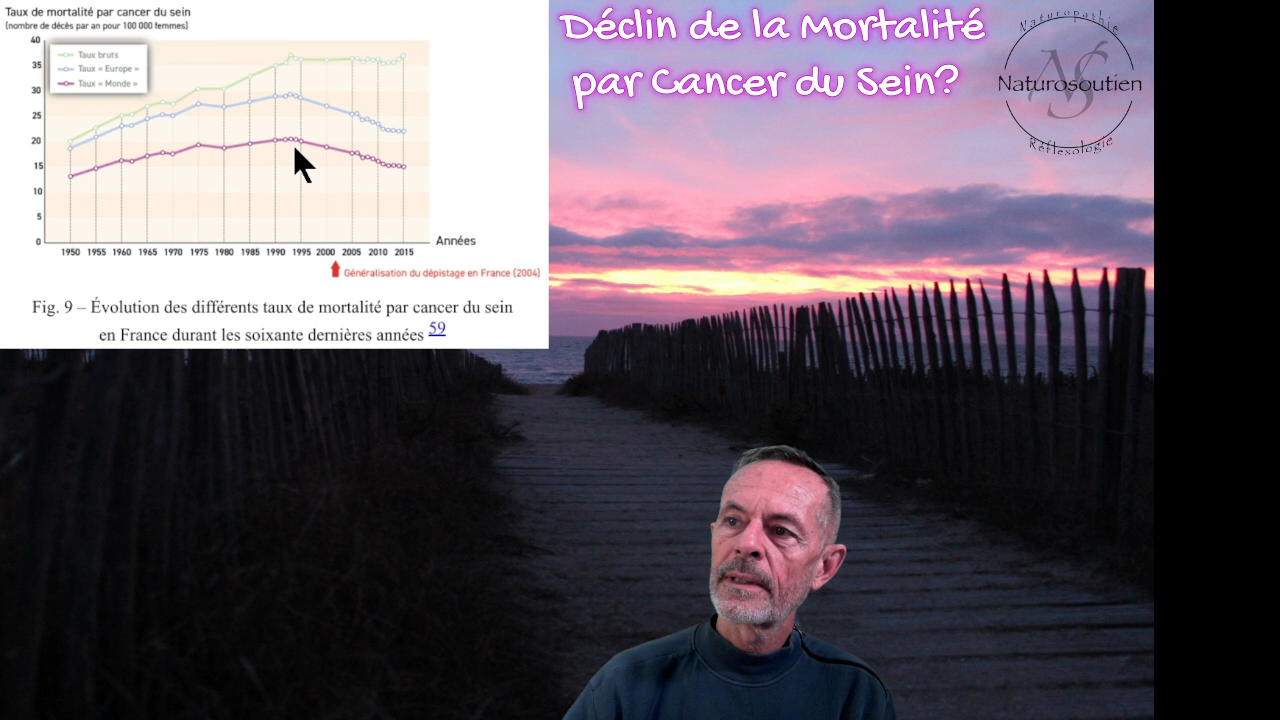 Taux de mortalité par cancer du sein
(nombre de décès par an pour 100 000 femmes)
40
35
30
25
20
15
10
5
0
Taux bruts
Taux « Europe »
Taux « Monde »
1950 1955 1960 1965 1970 1975 1980 1985 1990 1995 2000 2005 2010 2015
Années
Généralisation du dépistage en France (2004)
Fig. 9 – Évolution des différents taux de mortalité par cancer du sein
en France durant les soixante dernières années 59
Déclin de la Mortalité
par Cancer du Sein?
Naturopathie
Naturosoutien
NS
Réflexologie